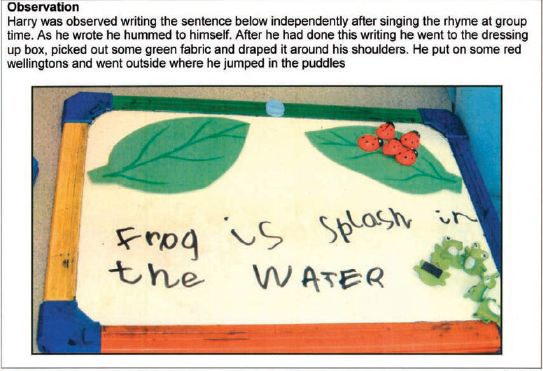 Observation
Harry was observed writing the sentence below independently after singing the rhyme at group
time. As he wrote he hummed to himself. After he had done this writing he went to the dressing
up box, picked out some green fabric and draped it around his shoulders. He put on some red
wellingtons and went outside where he jumped in the puddles
Frog is splash in
the WATER